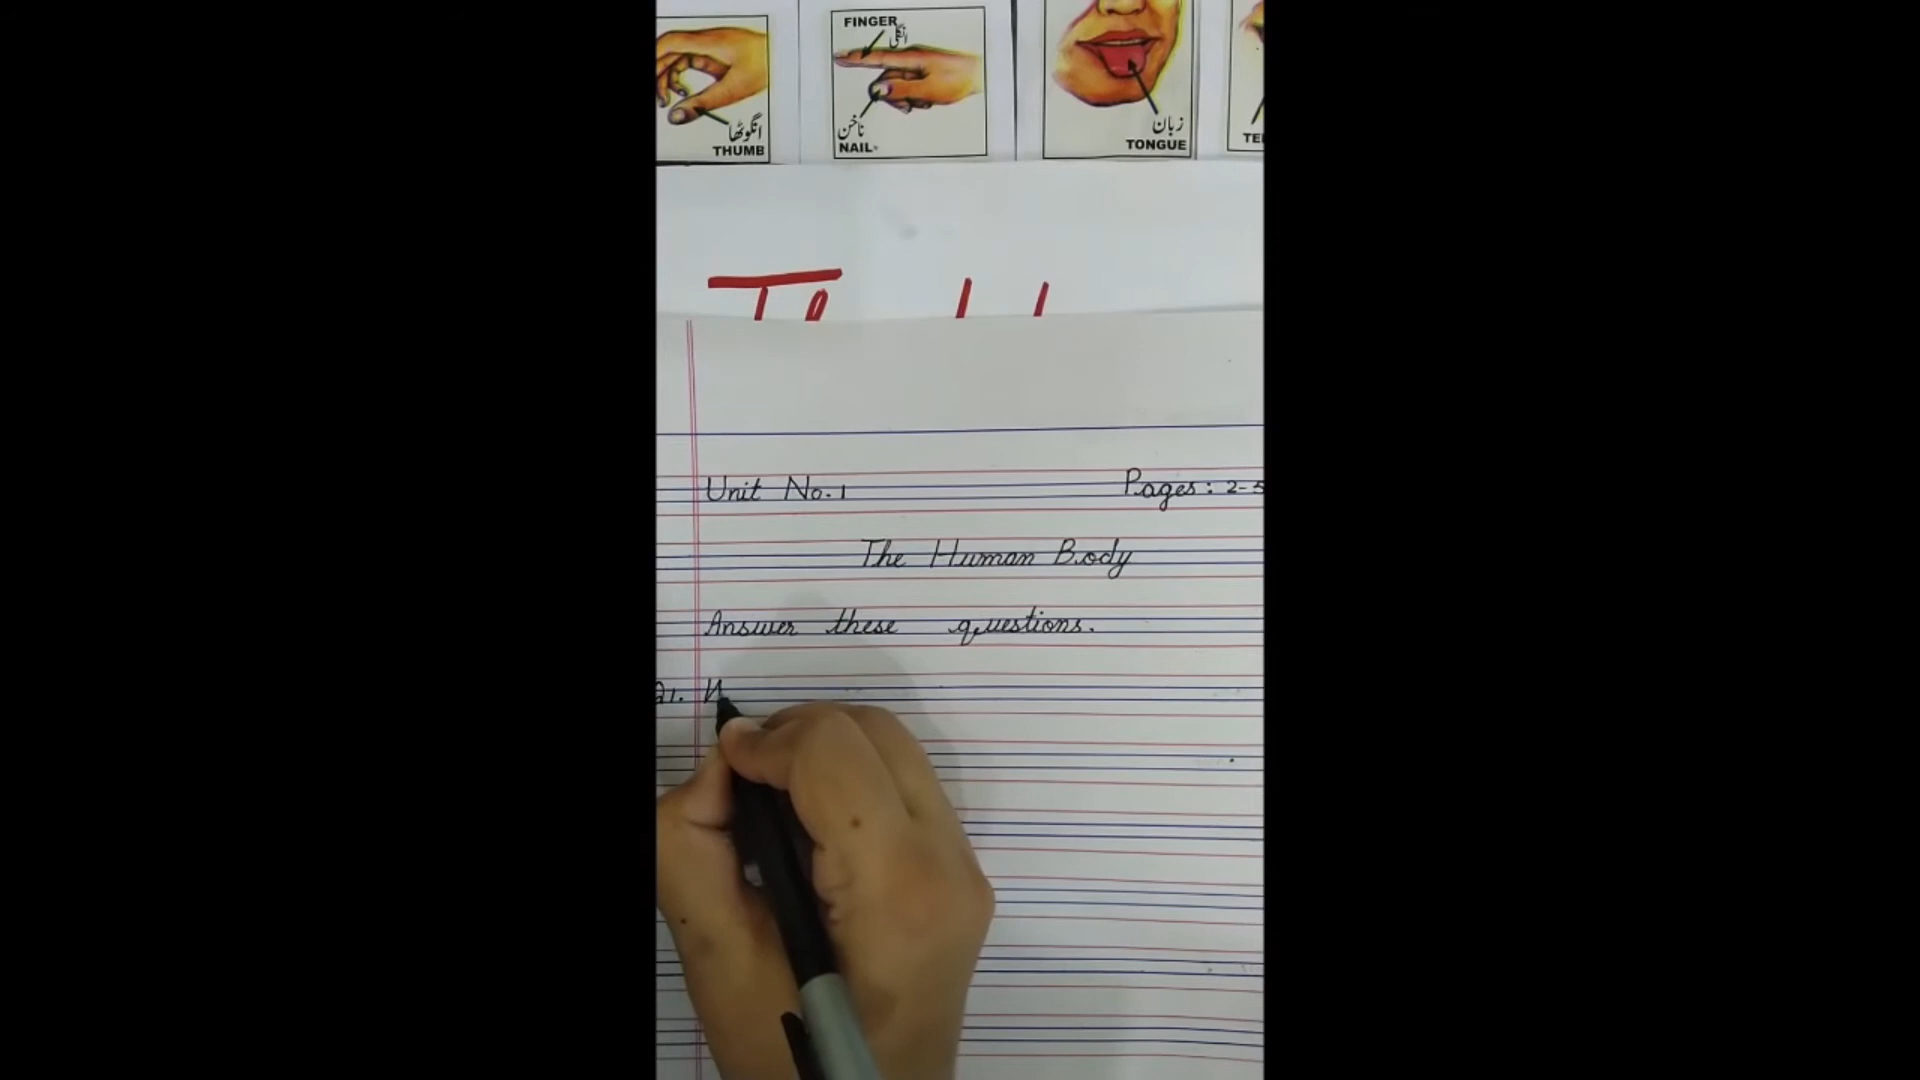 انگوٹھا
THUMB
FINGER
انگلی
ناخن
NAIL
زبان
TONGUE
Unit No. 1 Pages: 2-5
The Human Body
Answer these questions.
Q1.